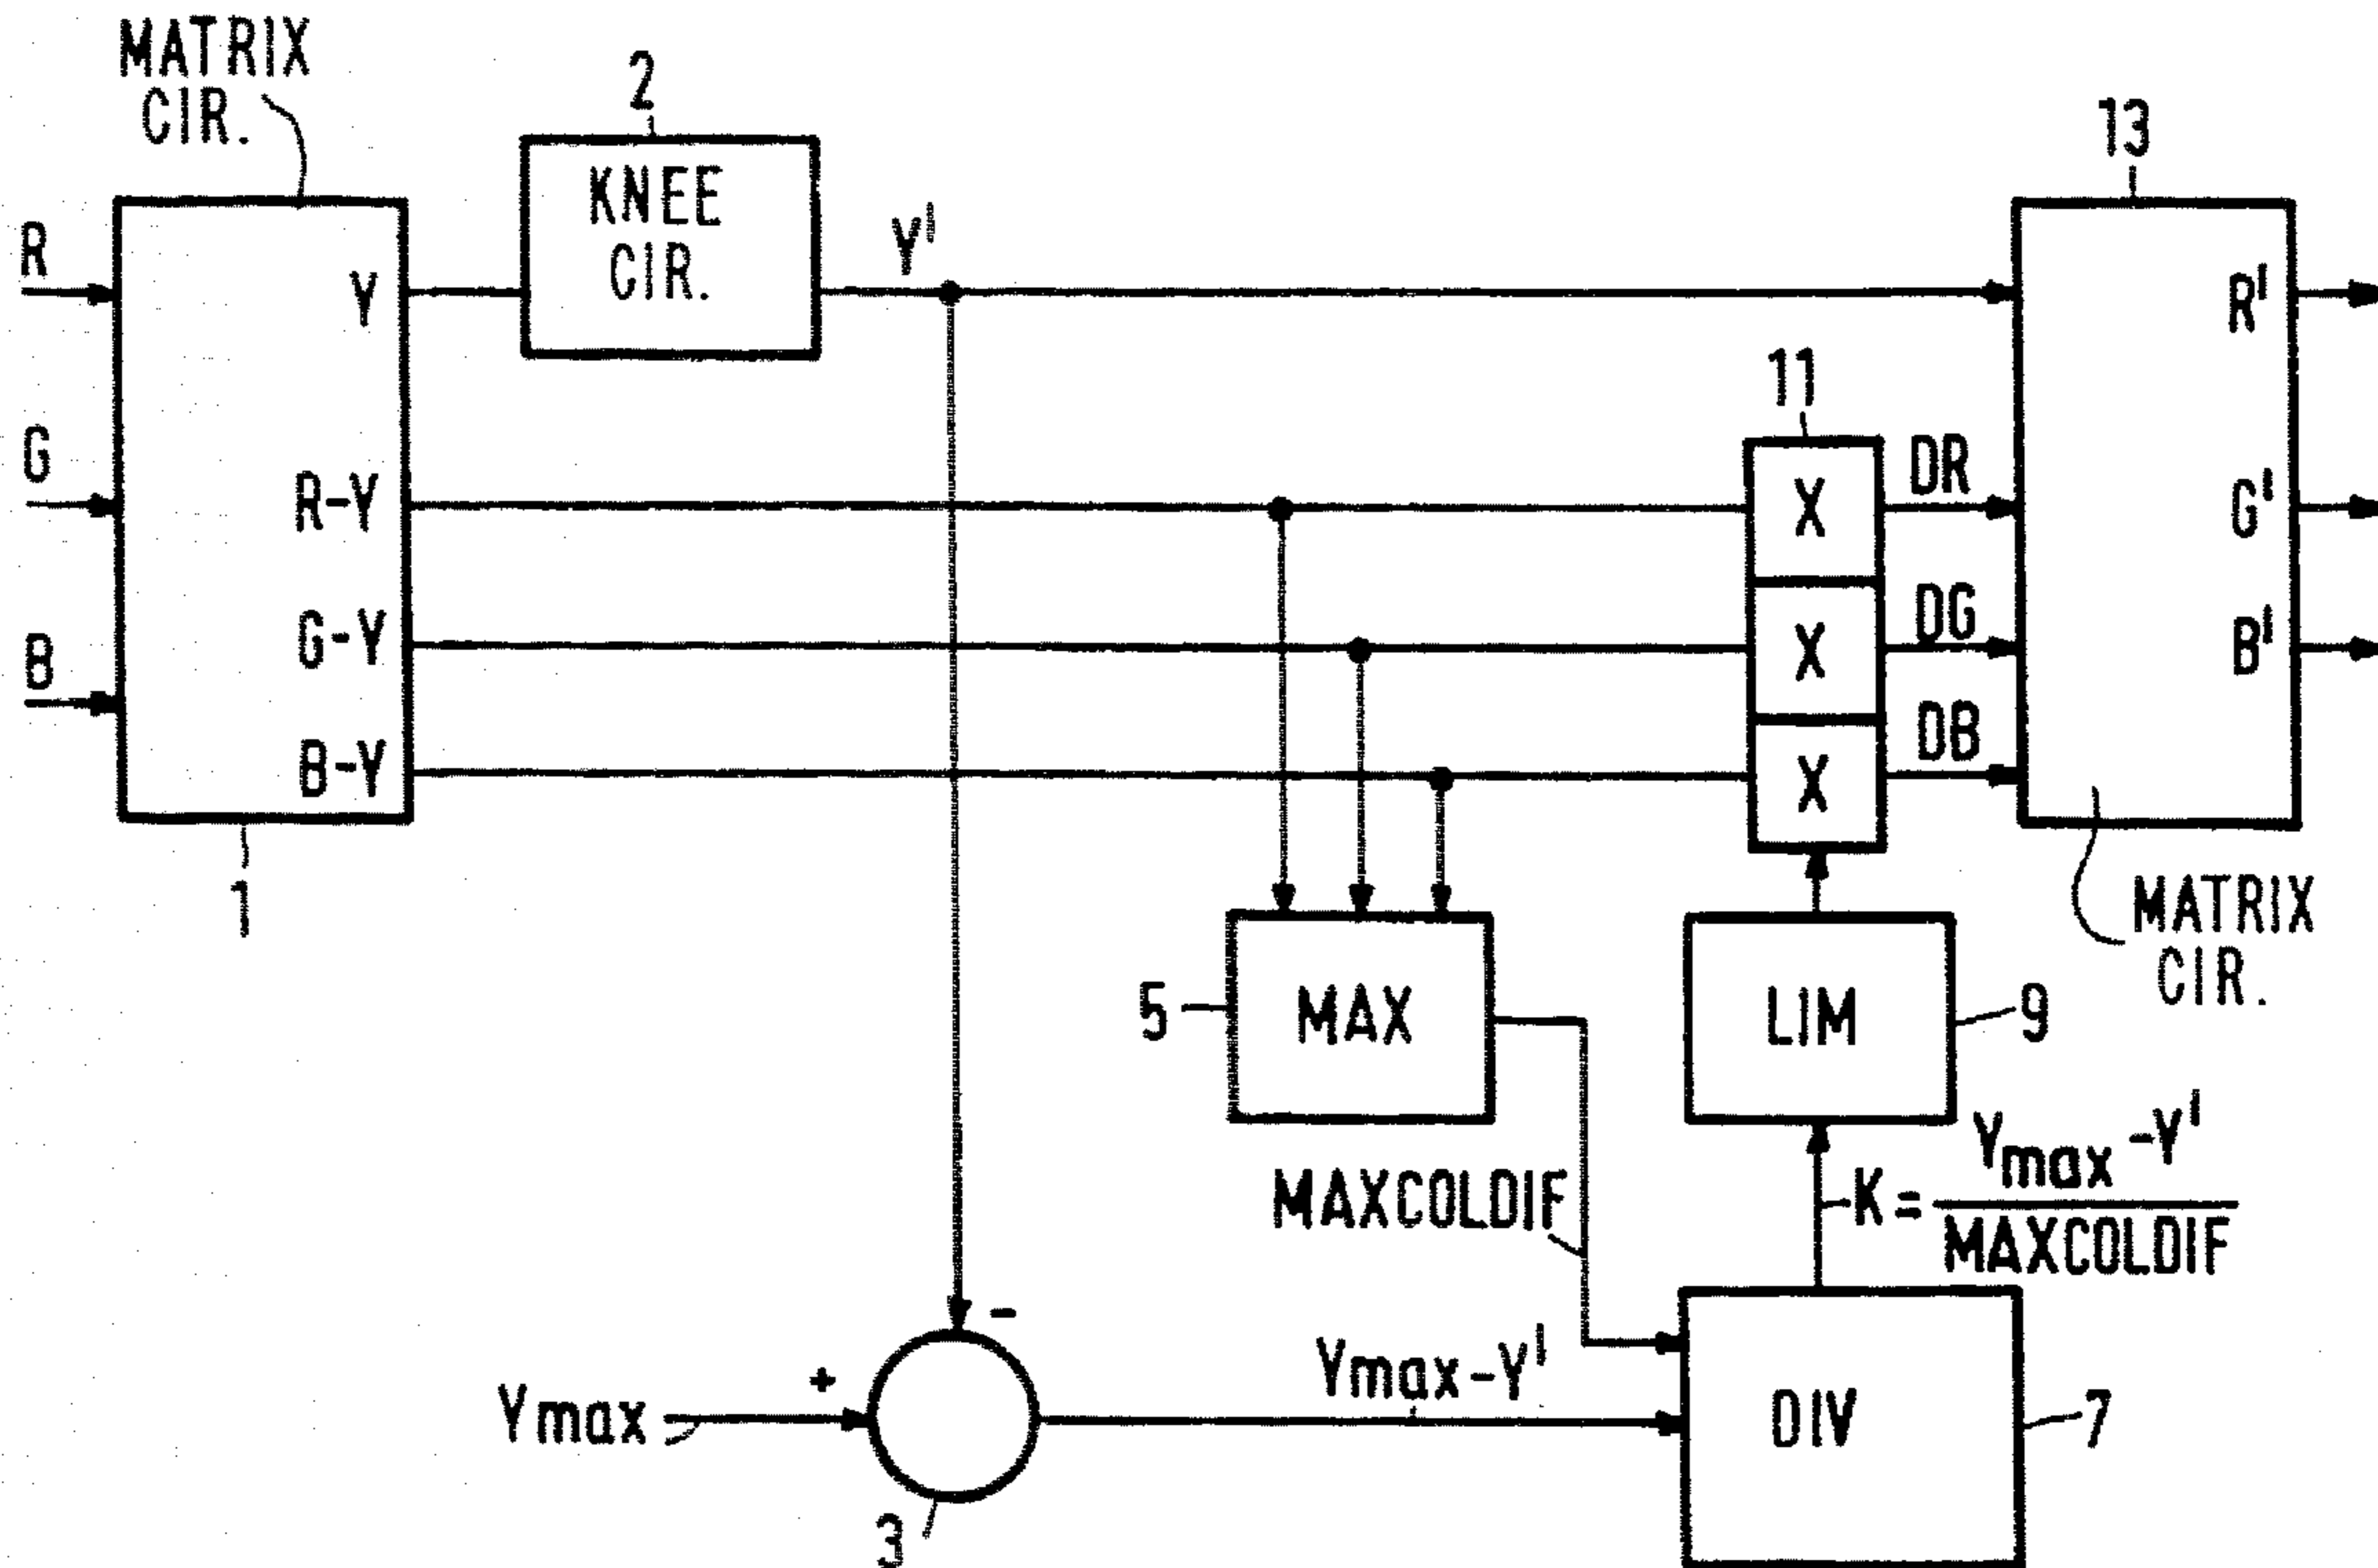 MATRIX
CIR.
2
KNEE
CIR.
13
R
Y
Y'
R'
11
G
R-Y
X
DR
G'
G-Y
X
DG
B'
B
B-Y
X
DB
1
5
MAX
LIM
9
MATRIX
CIR.
MAXCOLDIF
K = Ymax -Y'
MAXCOLDIF
Ymax
+
-
Ymax -Y'
DIV
7
3